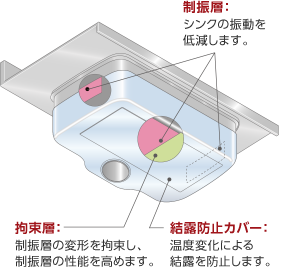 制振層：
シンクの振動を
低減します。
拘束層：
制振層の変形を拘束し、
制振層の性能を高めます。
結露防止カバー：
温度変化による
結露を防止します。